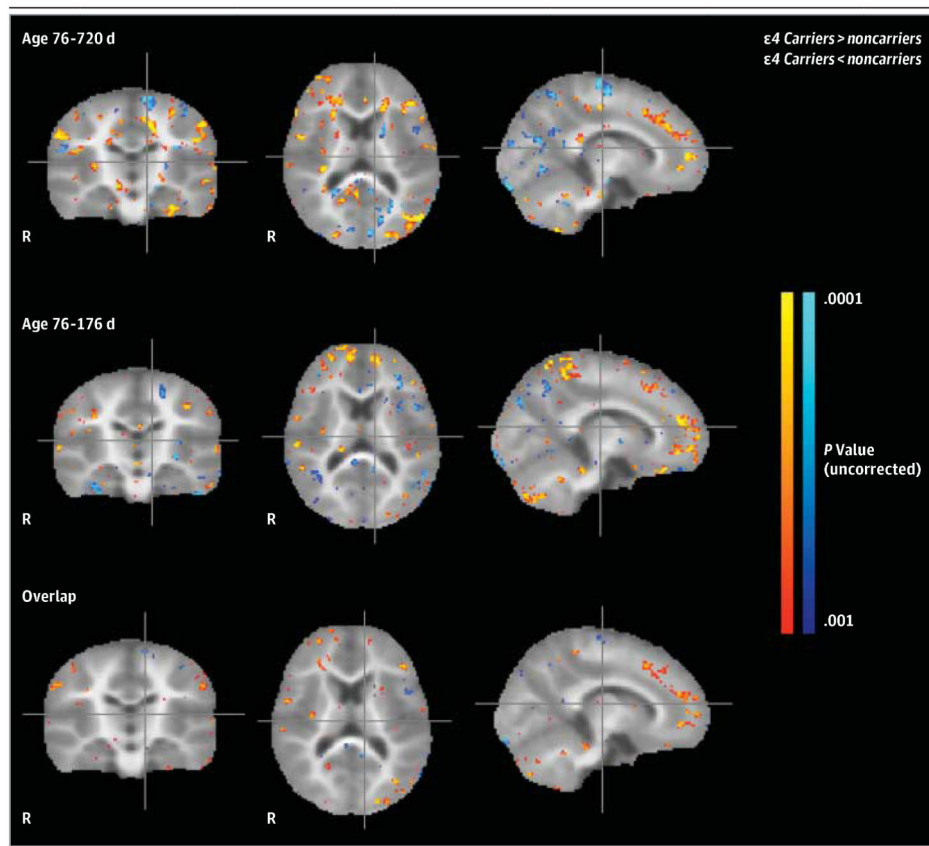 Age 76-720 d
ε4 Carriers > noncarriers
ε4 Carriers < noncarriers
R
R
Age 76-176 d
R
R
.0001
P Value
(uncorrected)
.001
Overlap
R
R